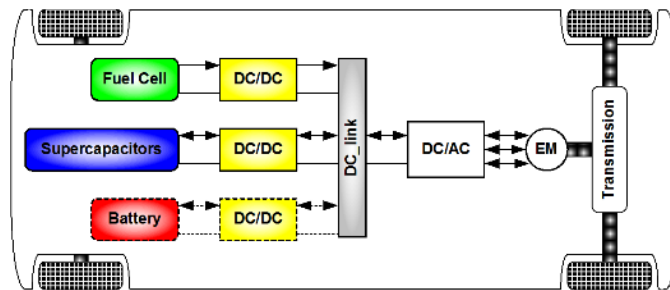 Fuel Cell
DC/DC
Supercapacitors
DC/DC
DC_link
DC/AC
EM
Transmission
Battery
DC/DC